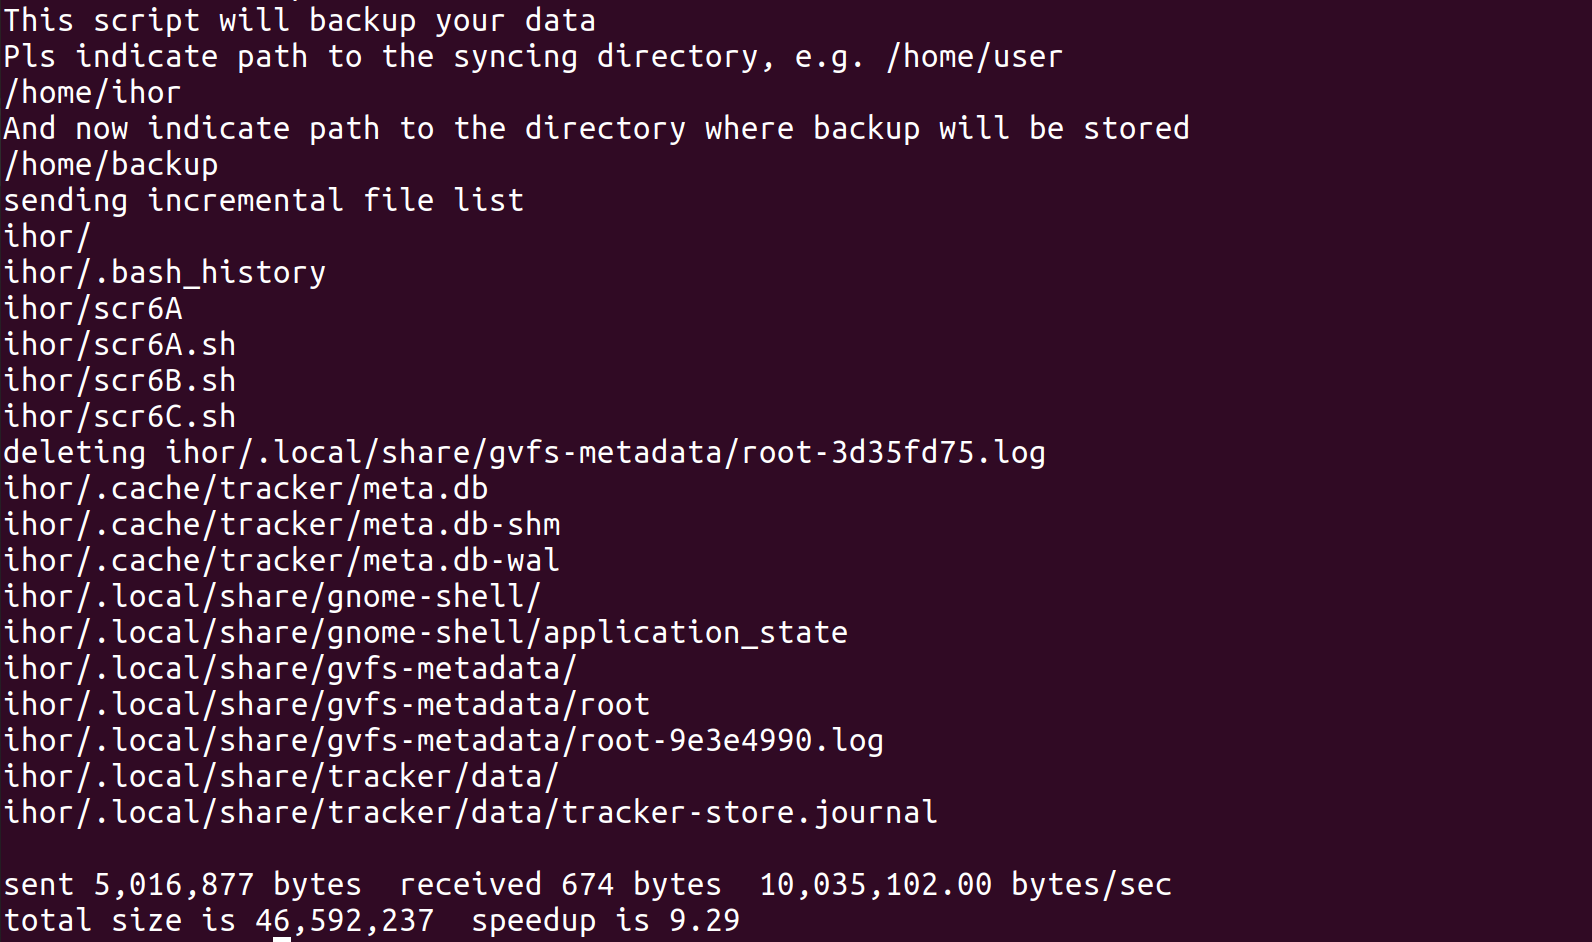 This script will backup your data
Pls indicate path to the syncing directory, e.g. /home/user
/home/ihor
And now indicate path to the directory where backup will be stored
/home/backup
sending incremental file list
ihor/
ihor/.bash_history
ihor/scr6A
ihor/scr6A.sh
ihor/scr6B.sh
ihor/scr6C.sh
deleting ihor/.local/share/gvfs-metadata/root-3d35fd75.log
ihor/.cache/tracker/meta.db
ihor/.cache/tracker/meta.db-shm
ihor/.cache/tracker/meta.db-wal
ihor/.local/share/gnome-shell/
ihor/.local/share/gnome-shell/application_state
ihor/.local/share/gvfs-metadata/
ihor/.local/share/gvfs-metadata/root
ihor/.local/share/gvfs-metadata/root-9e3e4990.log
ihor/.local/share/tracker/data/
ihor/.local/share/tracker/data/tracker-store.journal

sent 5,016,877 bytes  received 674 bytes  10,035,102.00 bytes/sec
total size is 46,592,237  speedup is 9.29